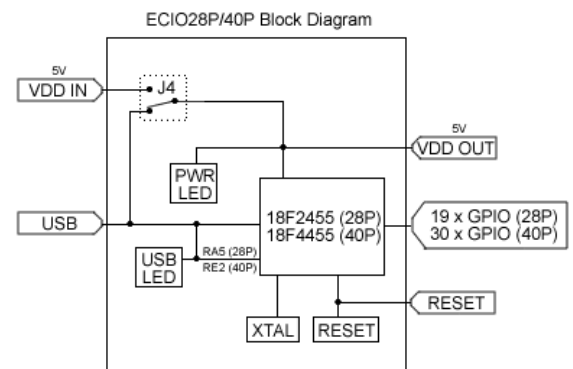 ECIO28P/40P Block Diagram
5V
VDD IN
J4
5V
VDD OUT
PWR
LED
18F2455 (28P)
18F4455 (40P)
19 x GPIO (28P)
30 x GPIO (40P)
USB
USB
LED
RA5 (28P)
RE2 (40P)
XTAL
RESET
RESET